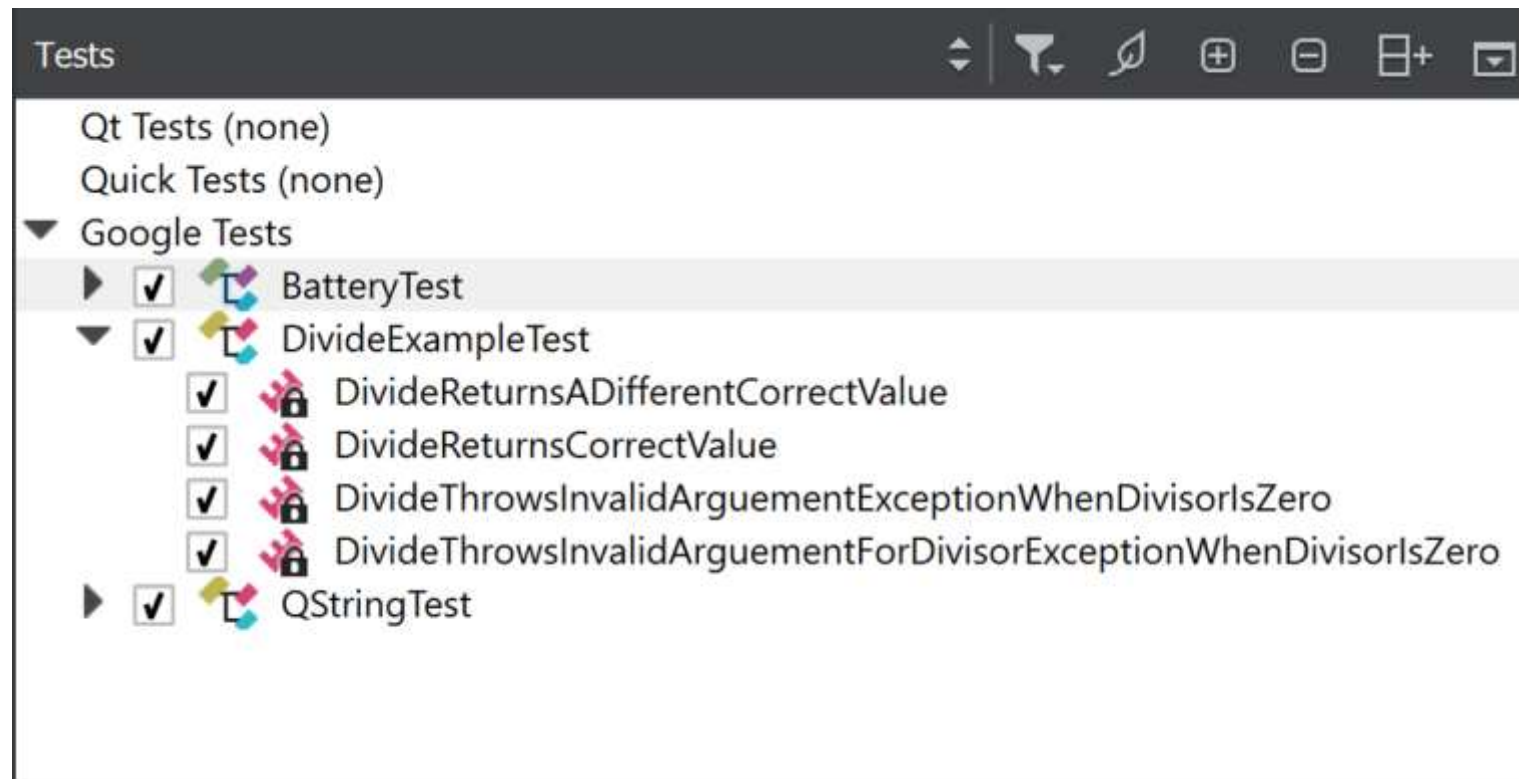 Tests
Qt Tests (none)
Quick Tests (none)
Google Tests
BatteryTest
DivideExampleTest
DivideReturnsADifferentCorrectValue
DivideReturnsCorrectValue
DivideThrowsInvalidArguementExceptionWhenDivisorIsZero
DivideThrowsInvalidArguementForDivisorExceptionWhenDivisorIsZero
QStringTest